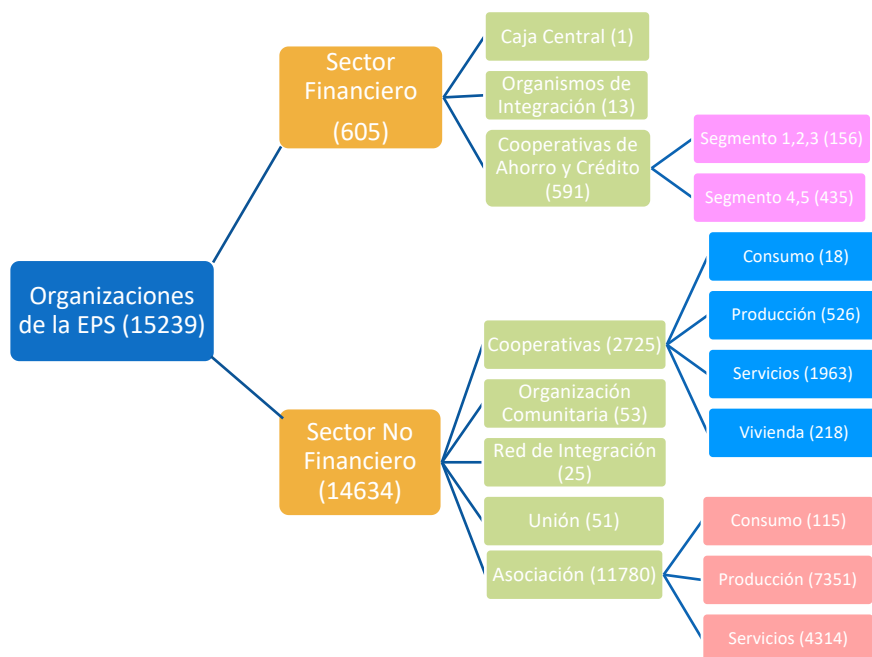 Organizaciones
de la EPS (15239)
Sector
Financiero
(605)
Caja Central (1)
Organismos de
Integración (13)
Cooperativas de
Ahorro y Crédito
(591)
Segmento 1,2,3 (156)
Segmento 4,5 (435)
Sector No
Financiero
(14634)
Cooperativas (2725)
Consumo (18)
Producción (526)
Servicios (1963)
Vivienda (218)
Organización
Comunitaria (53)
Red de Integración
(25)
Unión (51)
Asociación (11780)
Consumo (115)
Producción (7351)
Servicios (4314)